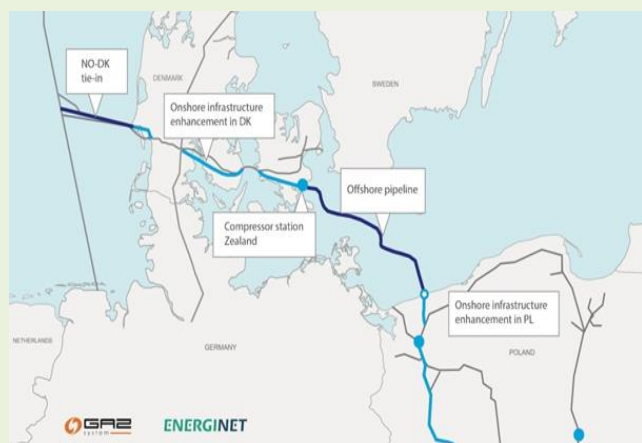 NO-DK
tie-in
DENMARK
SWEDEN
Onshore infrastructure
enhancement in DK
Offshore pipeline
Compressor station
Zealand
Onshore infrastructure
enhancement in PL
NETHERLANDS
GERMANY
POLAND
GAZ
system
ENERGINET